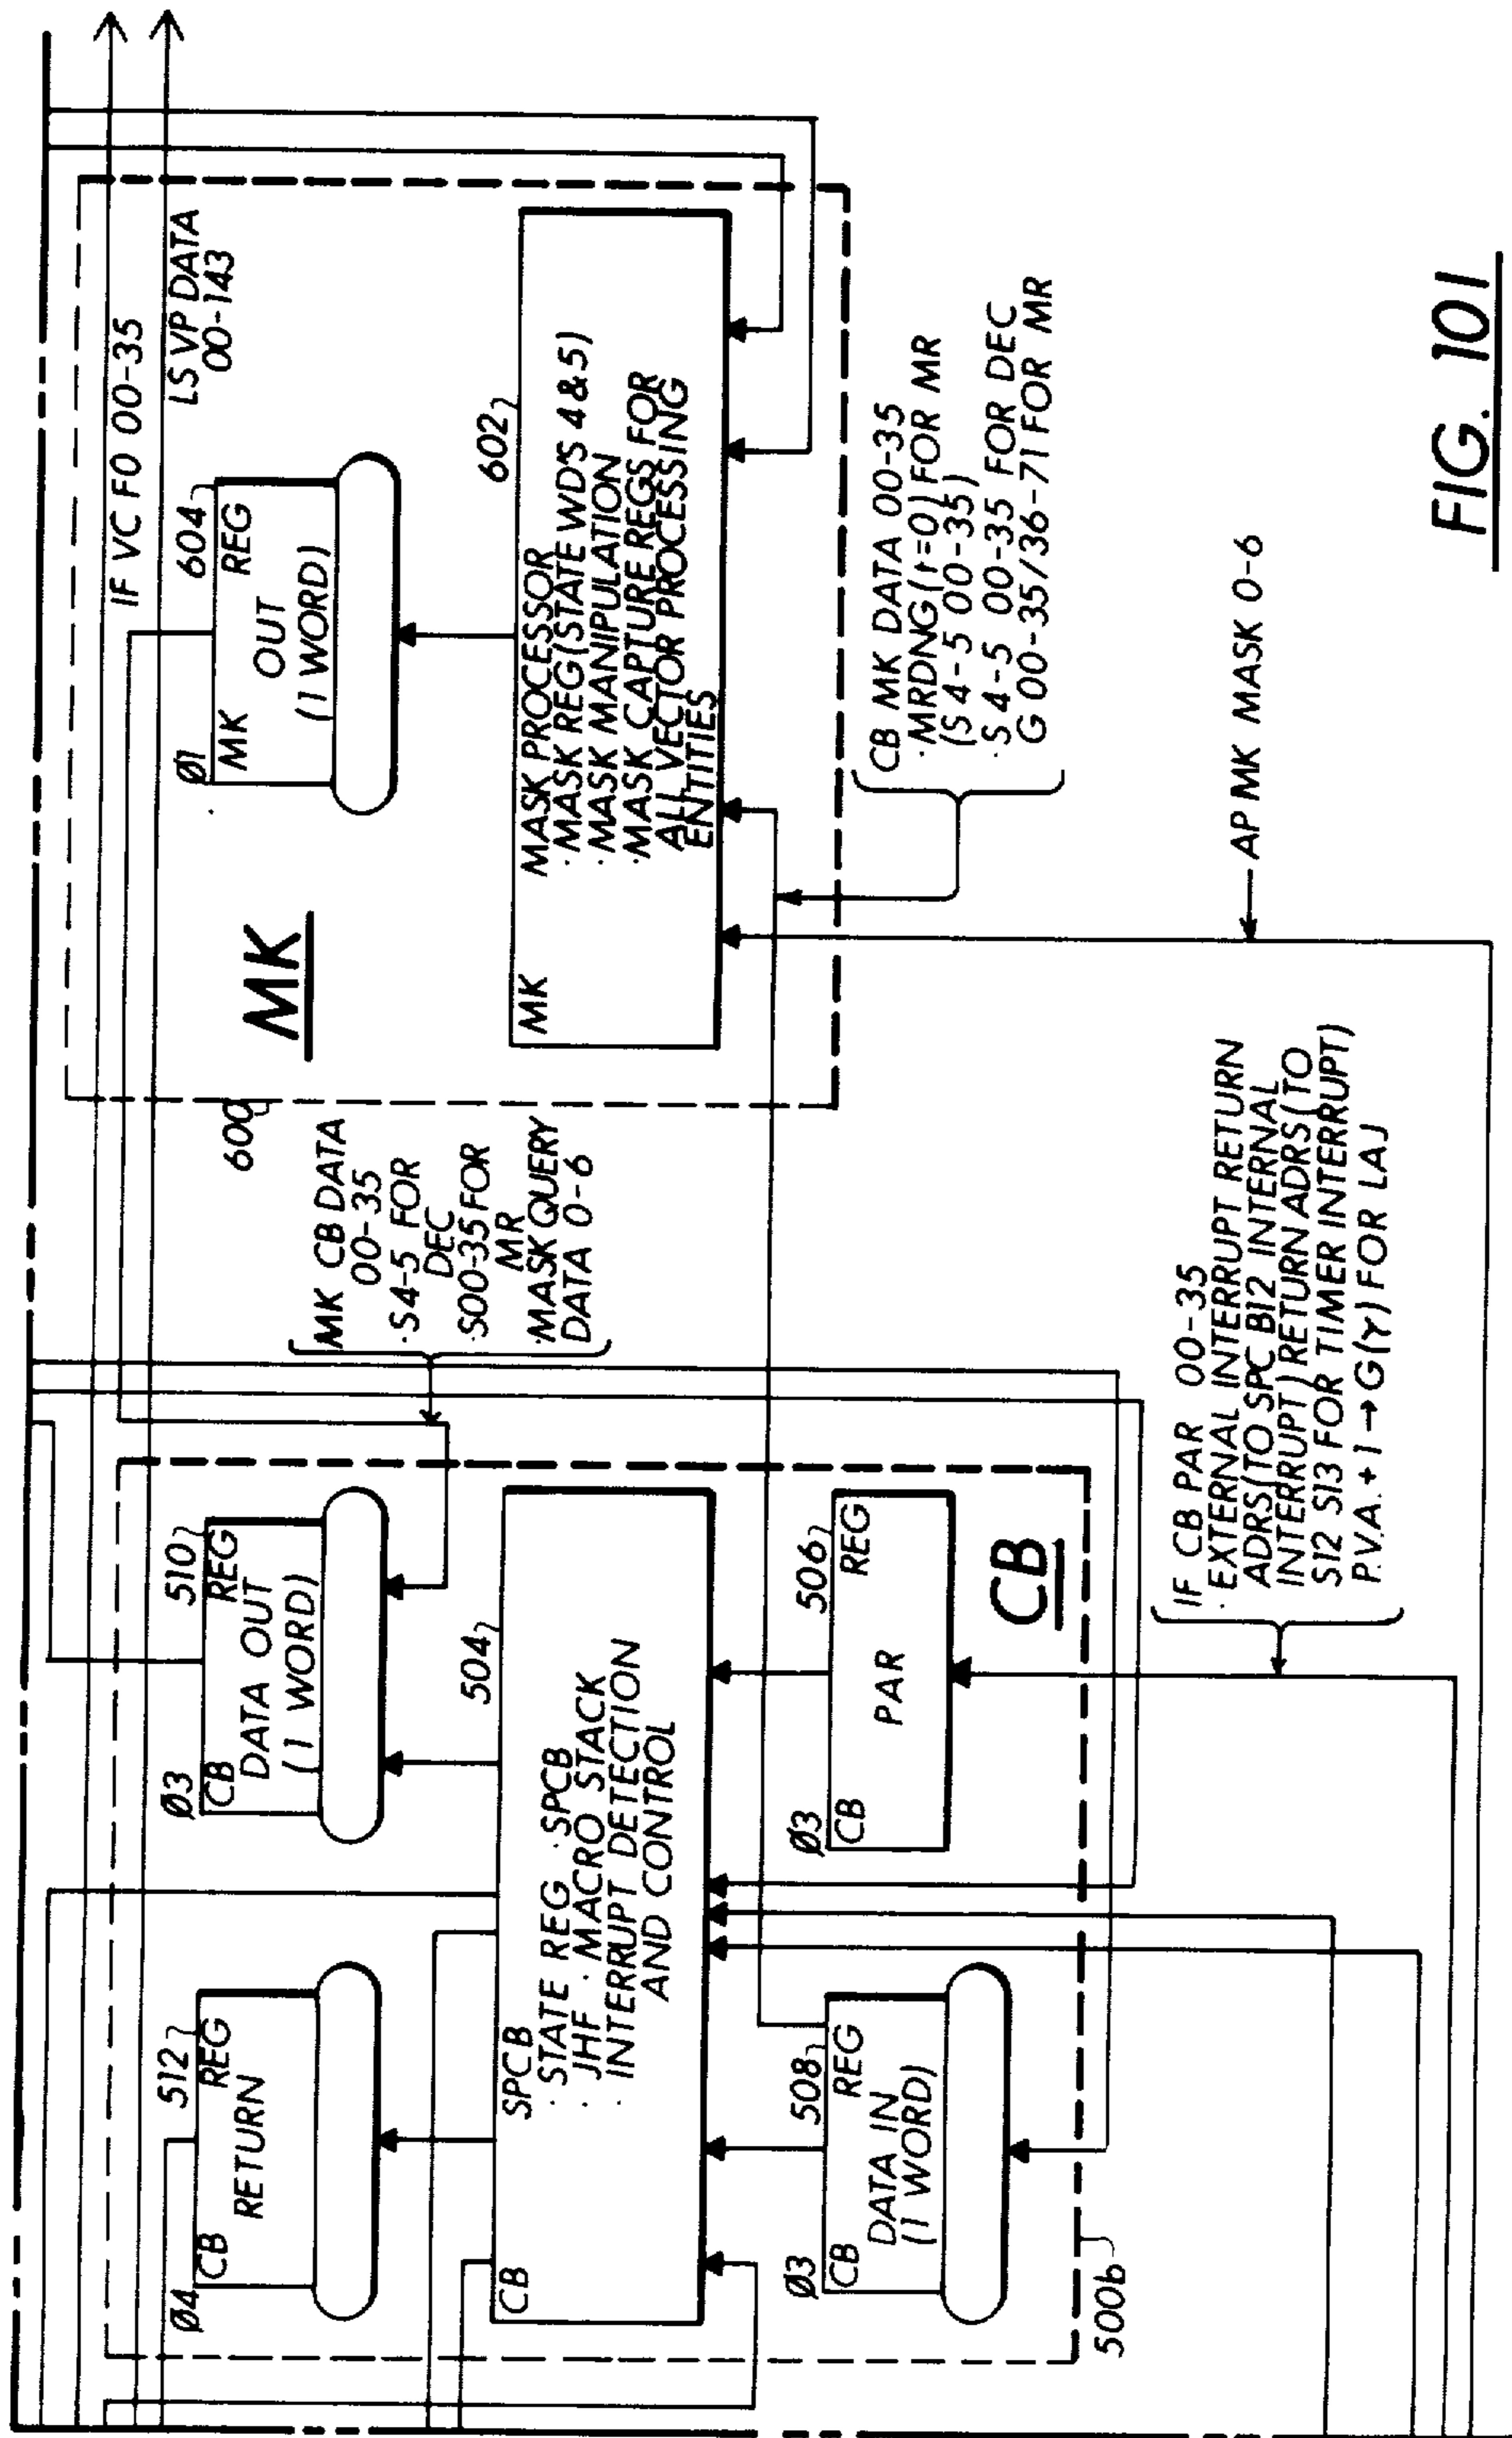 IF VC F0 00-35
LS VP DATA
00-143
Ø4
512
CB
REG
RETURN
Ø3
510
CB
REG
DATA OUT
(1 WORD)
MK CB DATA
00-35
·S4-5 FOR
DEC
S00-35 FOR
MR
·MASK QUERY
DATA 0-6
600
MK
Ø1
604
MK
REG
OUT
(1 WORD)
504
SPCB
·STATE REG ·SPCB
·JHF ·MACRO STACK
·INTERRUPT DETECTION
AND CONTROL
CB
602
MASK PROCESSOR
·MASK REG (STATE WD'S 4 & 5)
·MASK MANIPULATION
·MASK CAPTURE REGS FOR
ALL VECTOR PROCESSING
ENTITIES
MK
Ø3
508
CB
REG
DATA IN
(1 WORD)
Ø3
506
CB
REG
PAR
CB
500b
CB MK DATA 00-35
·MRDNG (t=0) FOR MR
(S 4-5 00-35)
·S 4-5 00-35 FOR DEC
G 00-35/36-71 FOR MR
IF CB PAR 00-35
·EXTERNAL INTERRUPT RETURN
ADRS (TO SPC B12 INTERNAL
INTERRUPT) RETURN ADRS (TO
S12 S13 FOR TIMER INTERRUPT)
·P.V.A. + 1 → G(γ) FOR LAJ
AP MK MASK 0-6
FIG. 10I